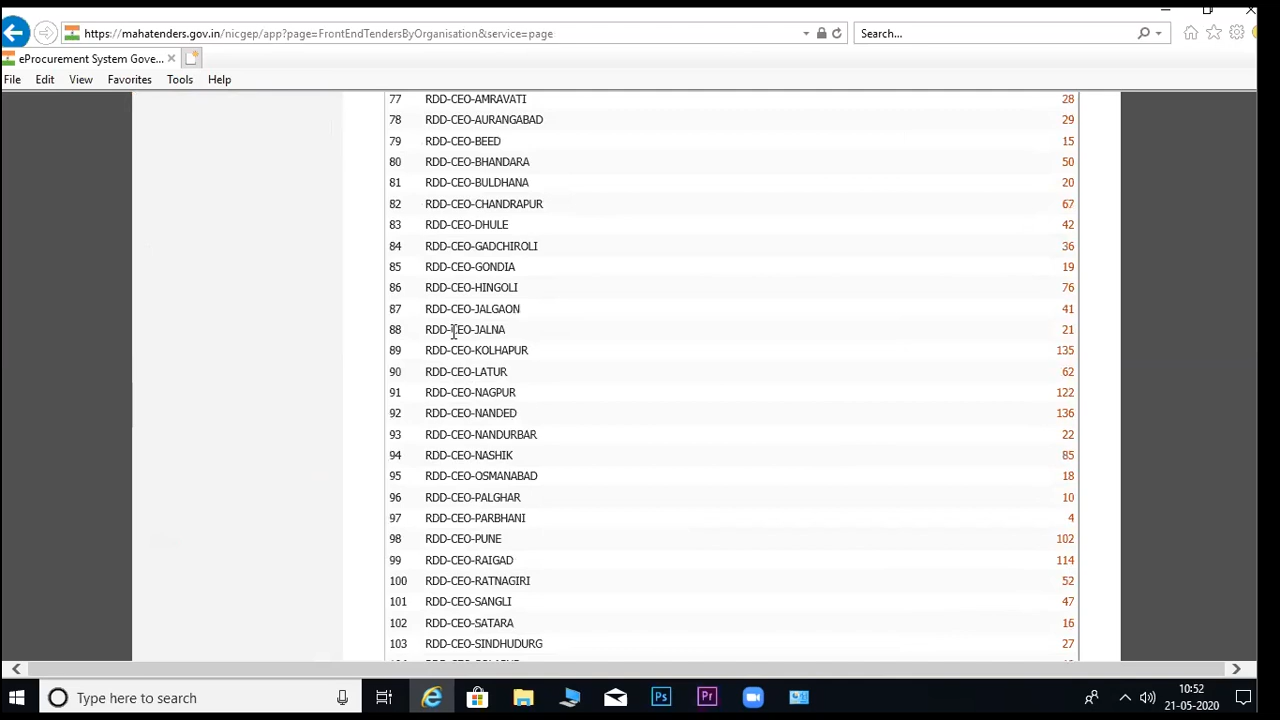 https://mahatenders.gov.in/nicgep/app?page=FrontEndTendersByOrganisation&service=page
Search...
eProcurement System Gove...
File Edit View Favorites Tools Help
77 RDD-CEO-AMRAVATI 28
78 RDD-CEO-AURANGABAD 29
79 RDD-CEO-BEED 15
80 RDD-CEO-BHANDARA 50
81 RDD-CEO-BULDHANA 20
82 RDD-CEO-CHANDRAPUR 67
83 RDD-CEO-DHULE 42
84 RDD-CEO-GADCHIROLI 36
85 RDD-CEO-GONDIA 19
86 RDD-CEO-HINGOLI 76
87 RDD-CEO-JALGAON 41
88 RDD-CEO-JALNA 21
89 RDD-CEO-KOLHAPUR 135
90 RDD-CEO-LATUR 62
91 RDD-CEO-NAGPUR 122
92 RDD-CEO-NANDED 136
93 RDD-CEO-NANDURBAR 22
94 RDD-CEO-NASHIK 85
95 RDD-CEO-OSMANABAD 18
96 RDD-CEO-PALGHAR 10
97 RDD-CEO-PARBHANI 4
98 RDD-CEO-PUNE 102
99 RDD-CEO-RAIGAD 114
100 RDD-CEO-RATNAGIRI 52
101 RDD-CEO-SANGLI 47
102 RDD-CEO-SATARA 16
103 RDD-CEO-SINDHUDURG 27
Type here to search
Ps
Pr
10:52
21-05-2020